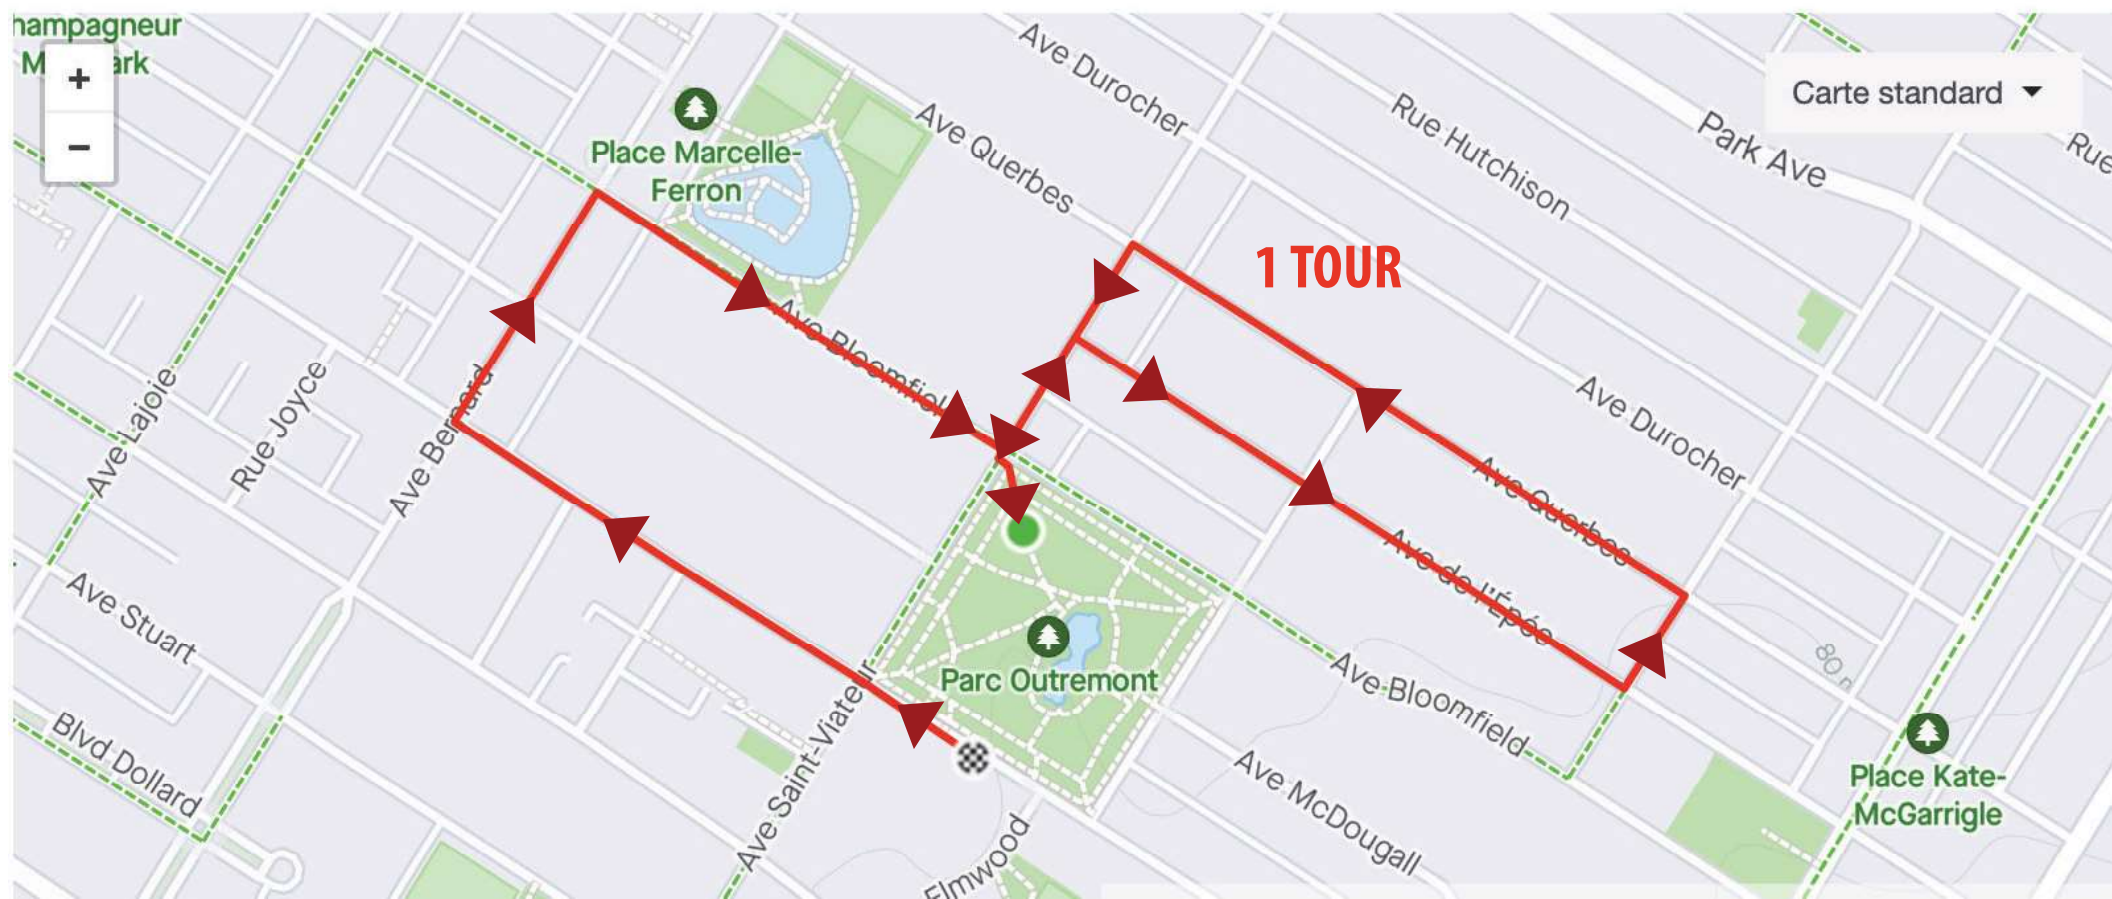 hampagneur
M ark
+
−
Place Marcelle-
Ferron
Ave Durocher
Ave Querbes
Rue Hutchison
Park Ave
Carte standard
Rue
1 TOUR
Ave Bloomfiel
Ave Lajoie
Rue Joyce
Ave Bernard
Ave Durocher
Ave Querbes
Ave de l'Épée
Ave Stuart
Parc Outremont
Ave Bloomfield
80
Blvd Dollard
Ave Saint-Viateur
Ave McDougall
Place Kate-
McGarrigle
Elmwood